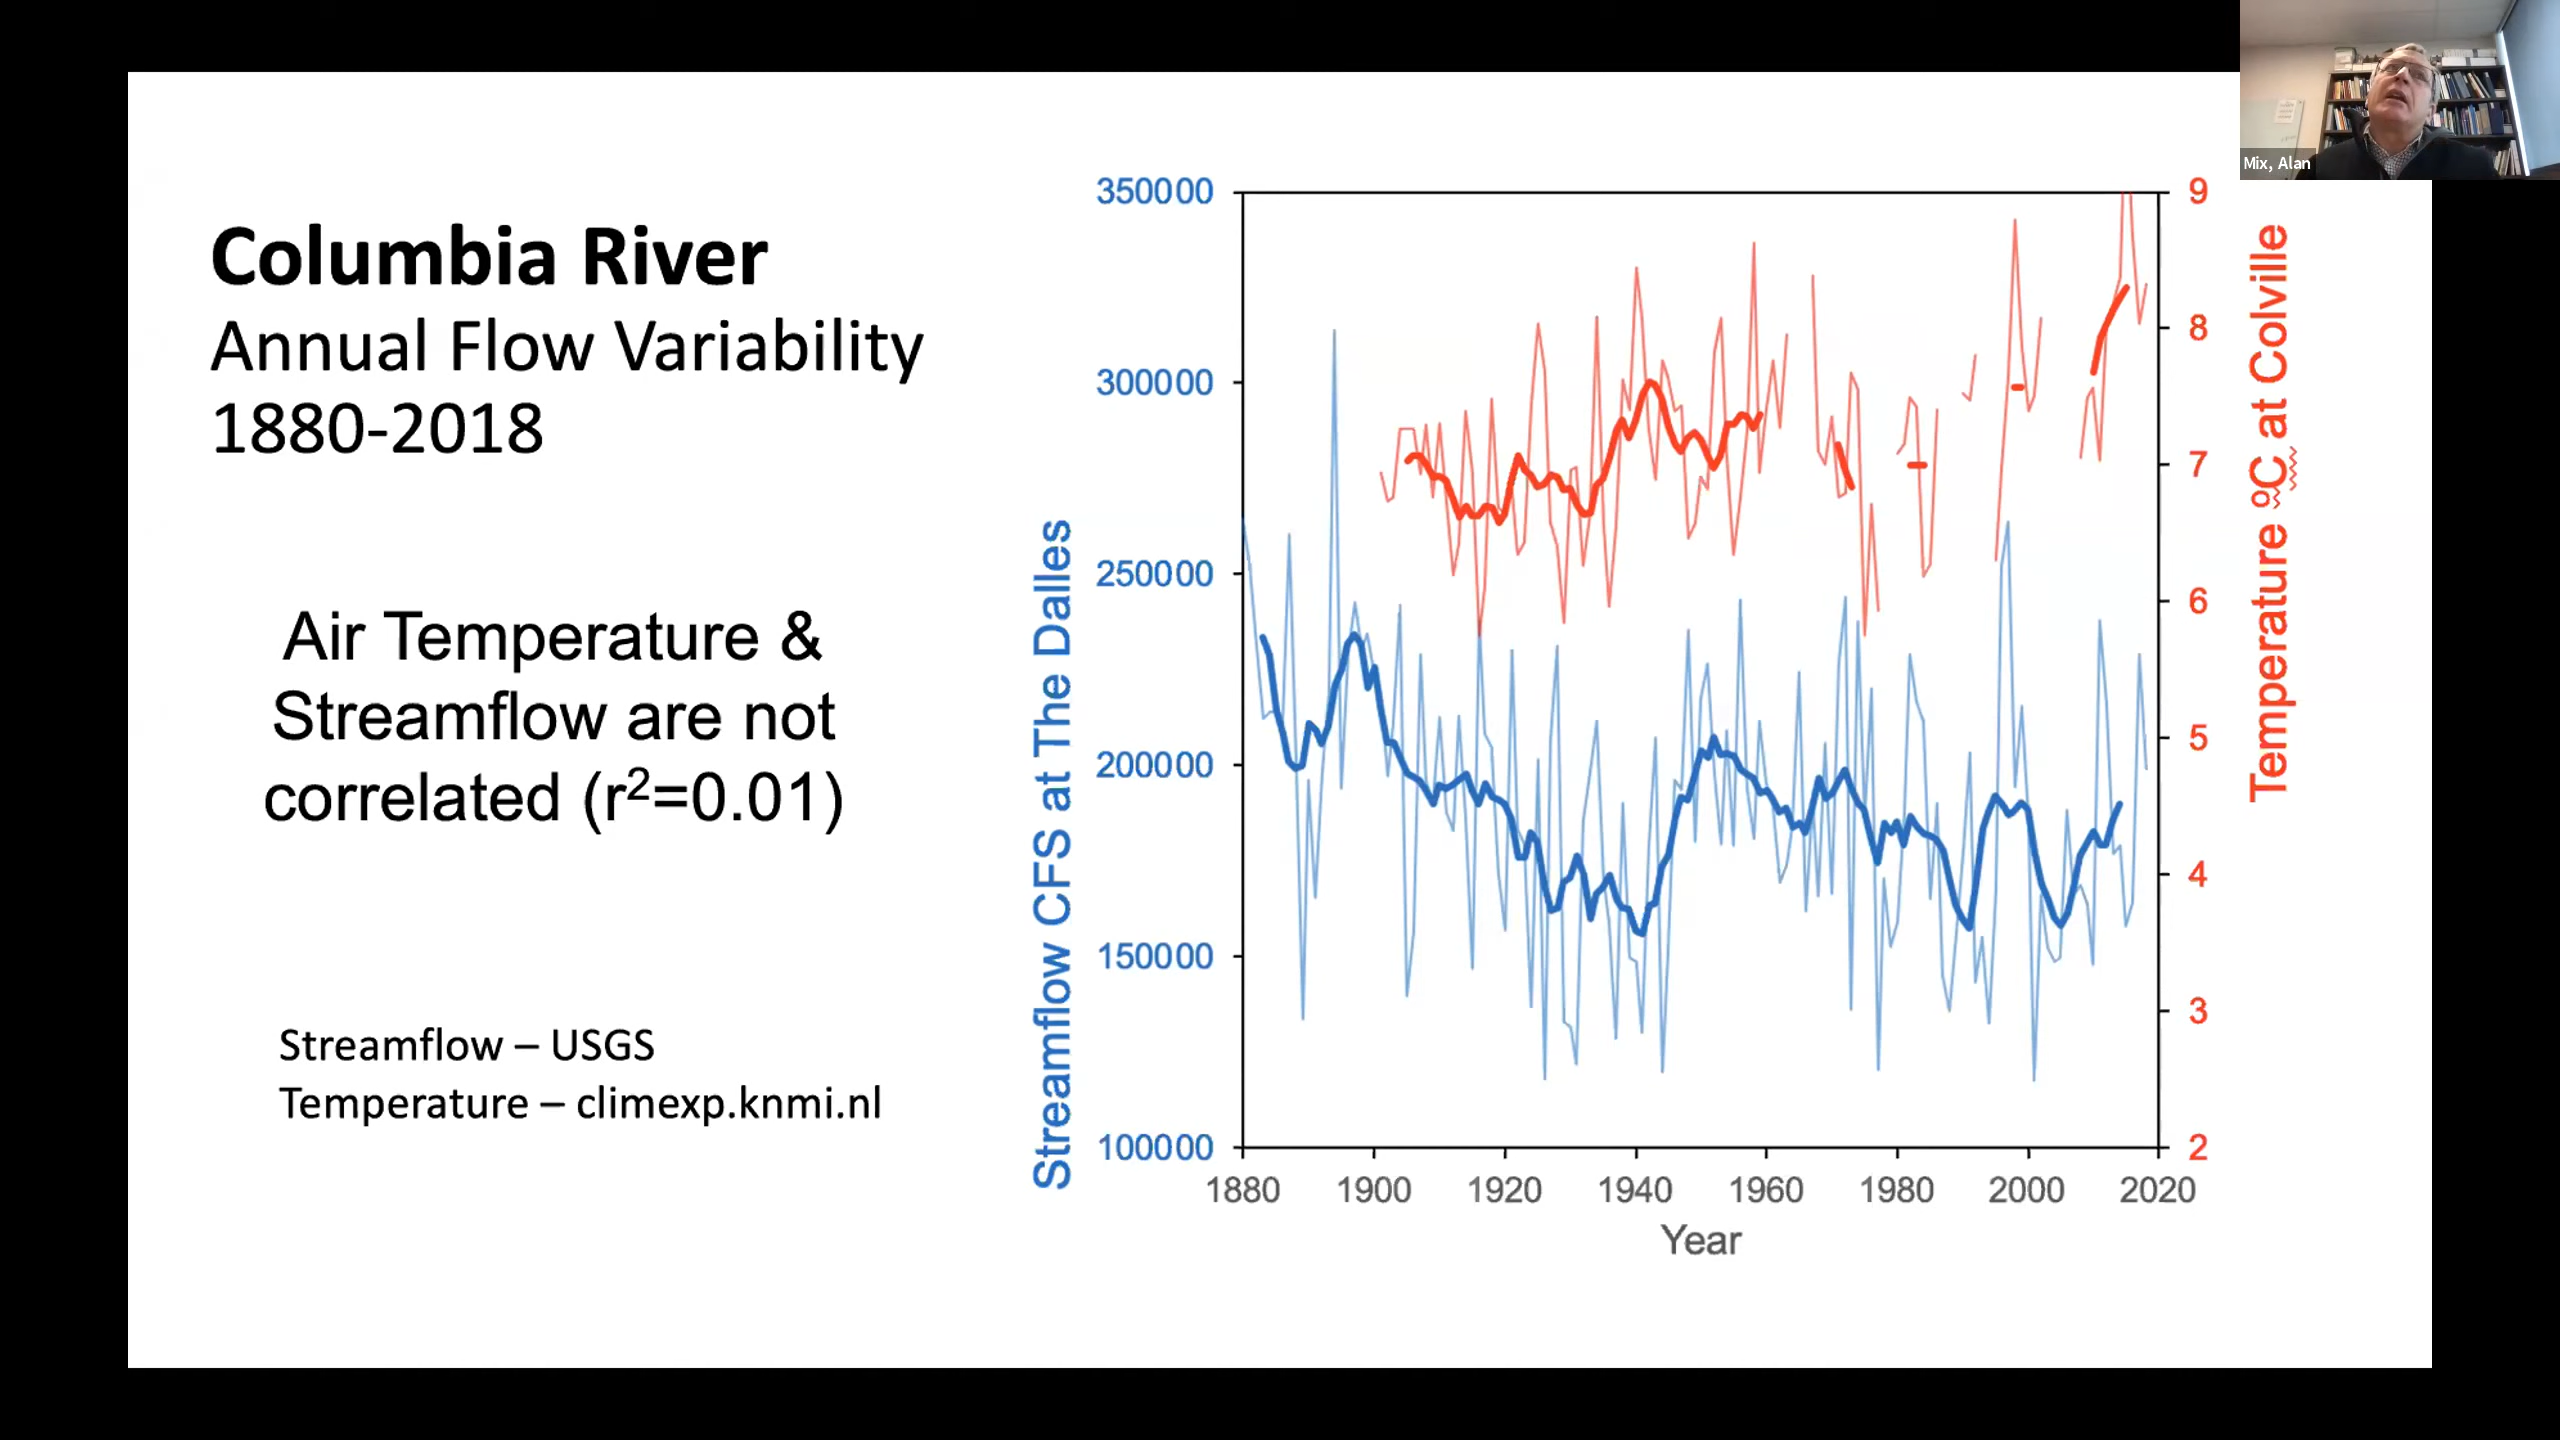 Mix, Alan
Columbia River
Annual Flow Variability
1880-2018
Air Temperature &
Streamflow are not
correlated (r²=0.01)
Streamflow – USGS
Temperature – climexp.knmi.nl
Streamflow CFS at The Dalles
350000
300000
250000
200000
150000
100000
1880 1900 1920 1940 1960 1980 2000 2020
Year
9
8
7
6
5
4
3
2
Temperature ºC at Colville